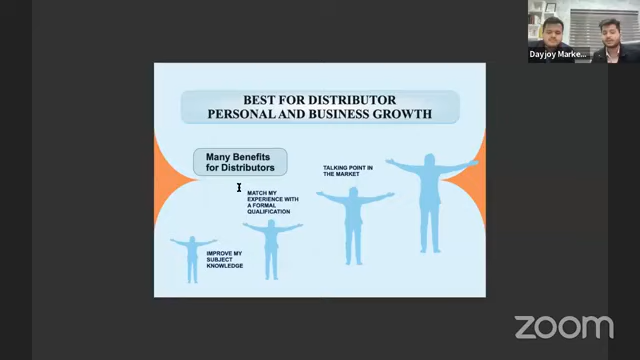 Dayjoy Marke...
BEST FOR DISTRIBUTOR
PERSONAL AND BUSINESS GROWTH
Many Benefits
for Distributors
TALKING POINT IN
THE MARKET
MATCH MY
EXPERIENCE WITH
A FORMAL
QUALIFICATION
IMPROVE MY
SUBJECT
KNOWLEDGE
zoom